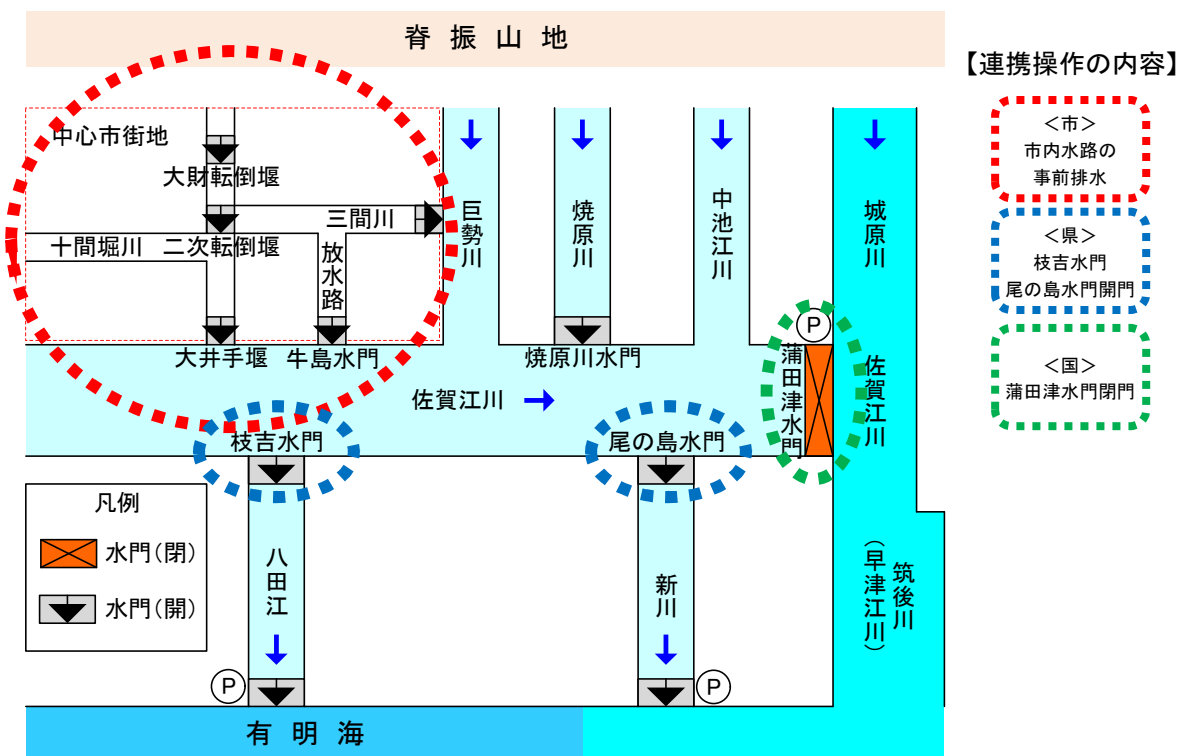 脊振山地
【連携操作の内容】
＜市＞
市内水路の
事前排水
＜県＞
枝吉水門
尾の島水門開門
＜国＞
蒲田津水門閉門
中心市街地
大財転倒堰
三間川
十間堀川
二次転倒堰
放水路
大井手堰
牛島水門
巨勢川
焼原川
中池江川
城原川
焼原川水門
P
蒲田津水門
佐賀江川
佐賀江川
枝吉水門
尾の島水門
凡例
水門(閉)
水門(開)
八田江
新川
筑後川
(早津江川)
P
P
有明海